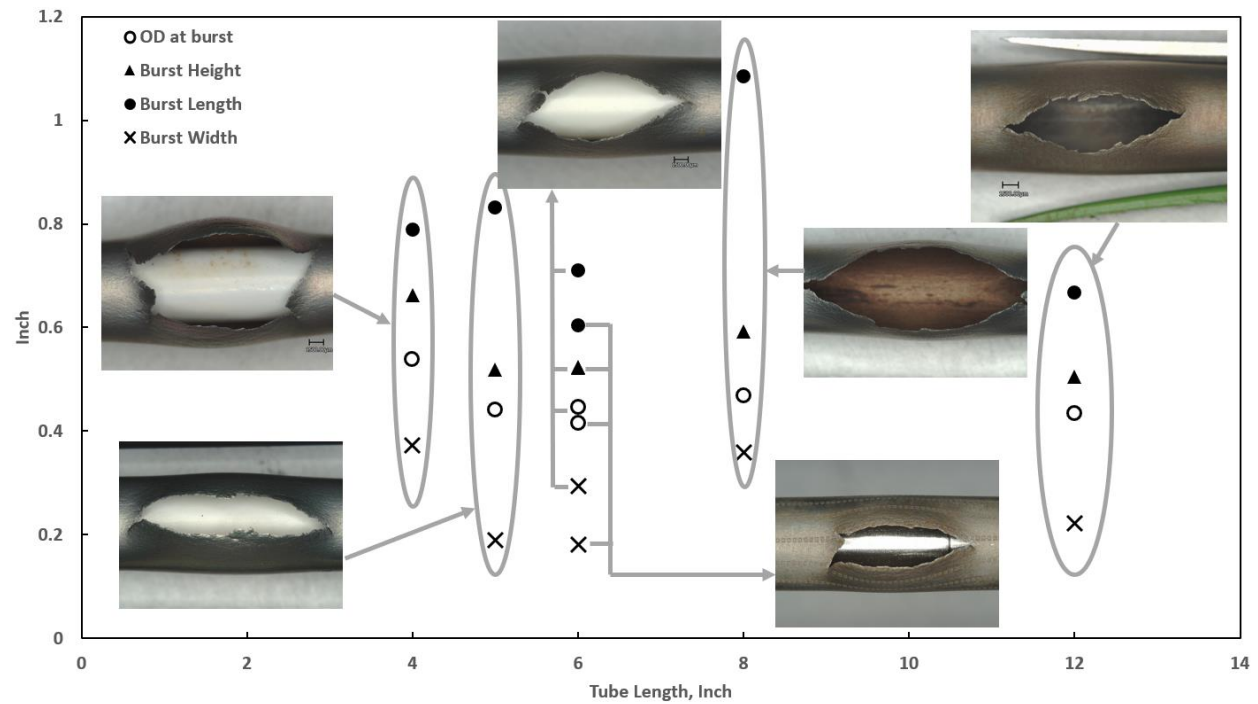 1.2
1
0.8
0.6
0.4
0.2
0
Inch
OD at burst
Burst Height
Burst Length
Burst Width
0 2 4 6 8 10 12 14
Tube Length, Inch